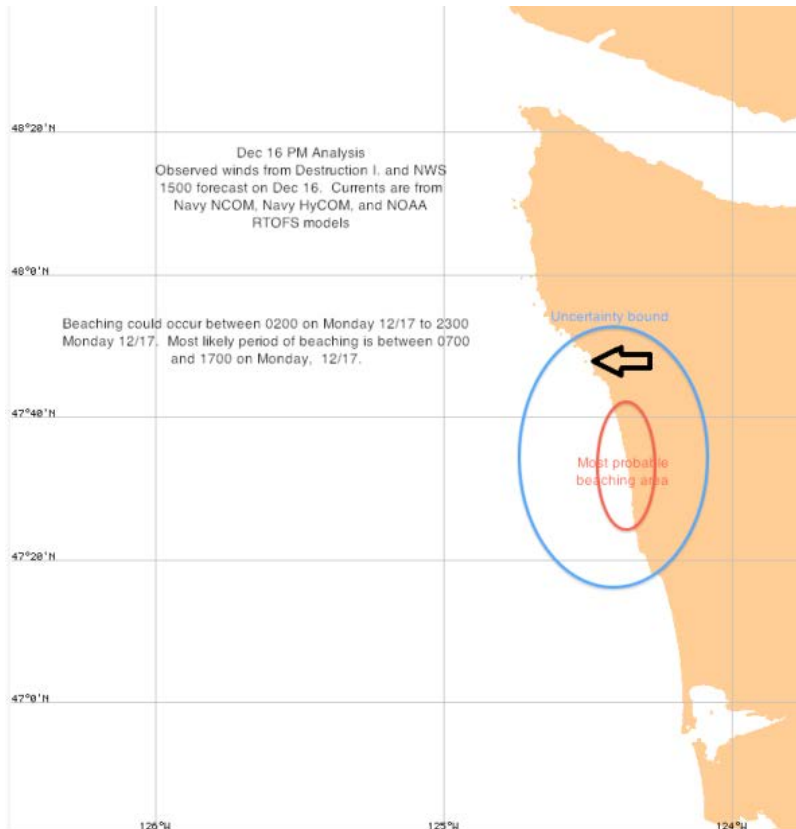 48°20'N
Dec 16 PM Analysis
Observed winds from Destruction I. and NWS
1500 forecast on Dec 16. Currents are from
Navy NCOM, Navy HyCOM, and NOAA
RTOFS models
48°0'N
Uncertainty bound
Beaching could occur between 0200 on Monday 12/17 to 2300
Monday 12/17. Most likely period of beaching is between 0700
and 1700 on Monday, 12/17.
47°40'N
Most probable
beaching area
47°20'N
47°0'N
126°W
125°W
124°W